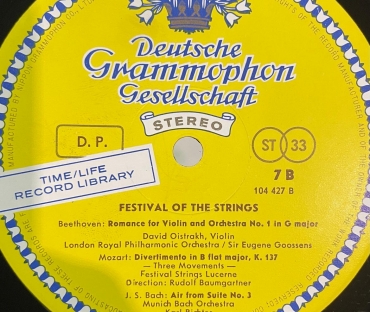 Deutsche
Grammophon
Gesellschaft
STEREO
D. P.
ST 33
7 B
104 427 B
TIME/LIFE
RECORD LIBRARY
FESTIVAL OF THE STRINGS
Beethoven: Romance for Violin and Orchestra No. 1 in G major
David Oistrakh, Violin
London Royal Philharmonic Orchestra / Sir Eugene Goossens
Mozart: Divertimento in B flat major, K. 137
— Three Movements —
Festival Strings Lucerne
Direction: Rudolf Baumgartner
J. S. Bach: Air from Suite No. 3
Munich Bach Orchestra
Karl Richter